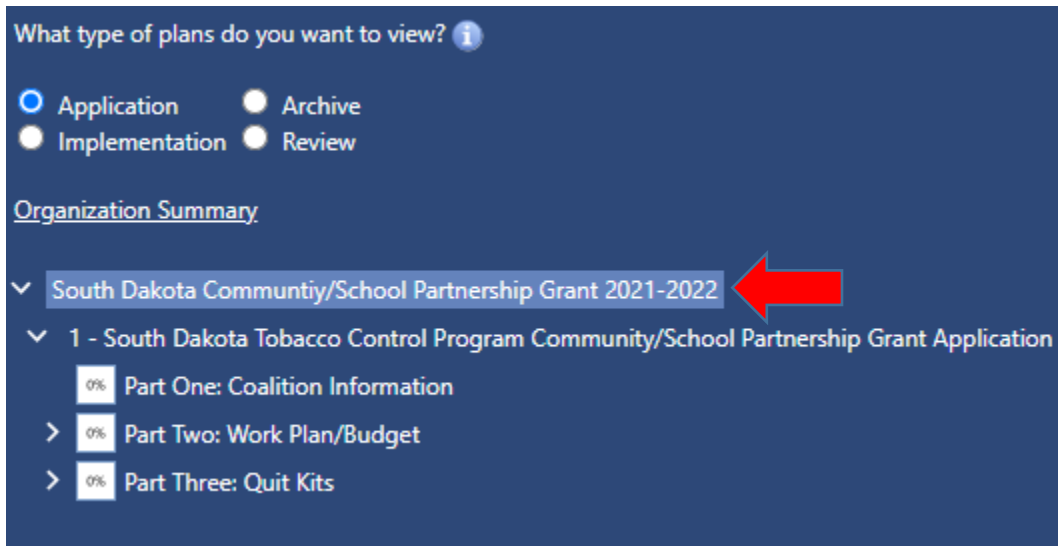 What type of plans do you want to view?
Application Archive
Implementation Review
Organization Summary
South Dakota Communtiy/School Partnership Grant 2021-2022
1 - South Dakota Tobacco Control Program Community/School Partnership Grant Application
0% Part One: Coalition Information
0% Part Two: Work Plan/Budget
0% Part Three: Quit Kits